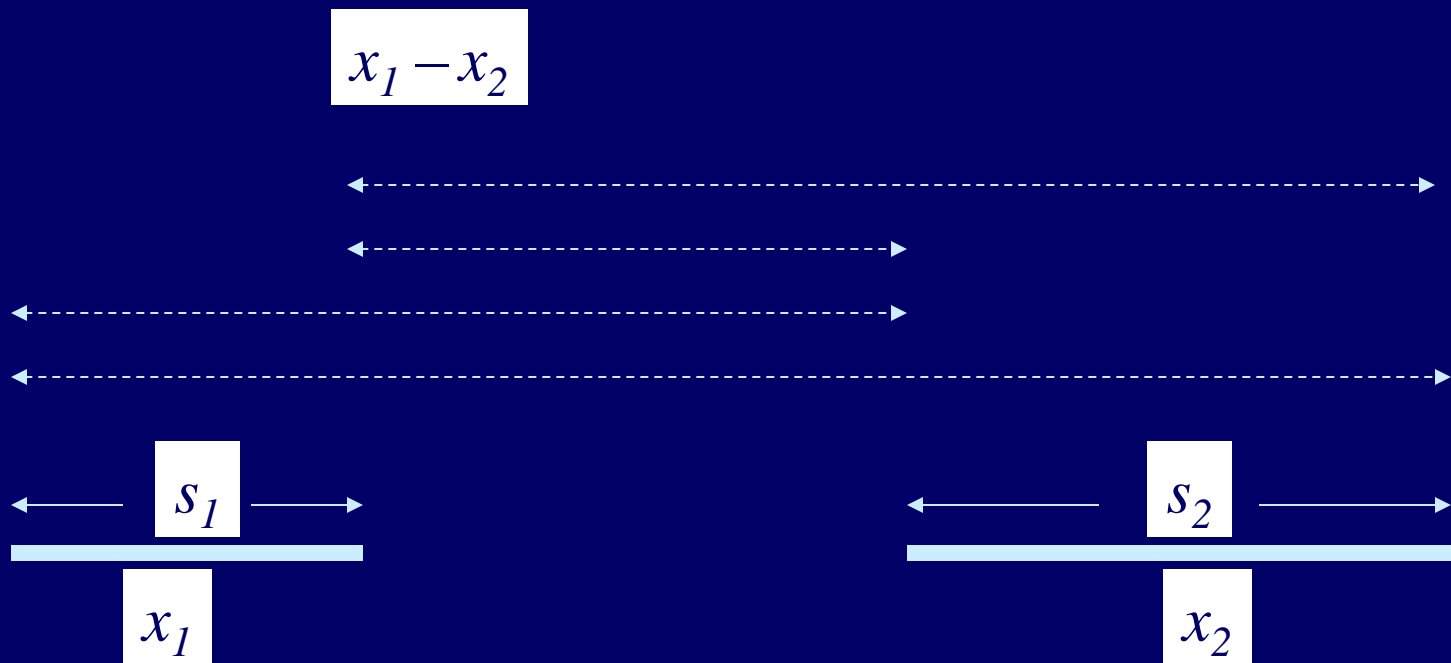 x₁ − x₂
s₁ s₂
x₁ x₂